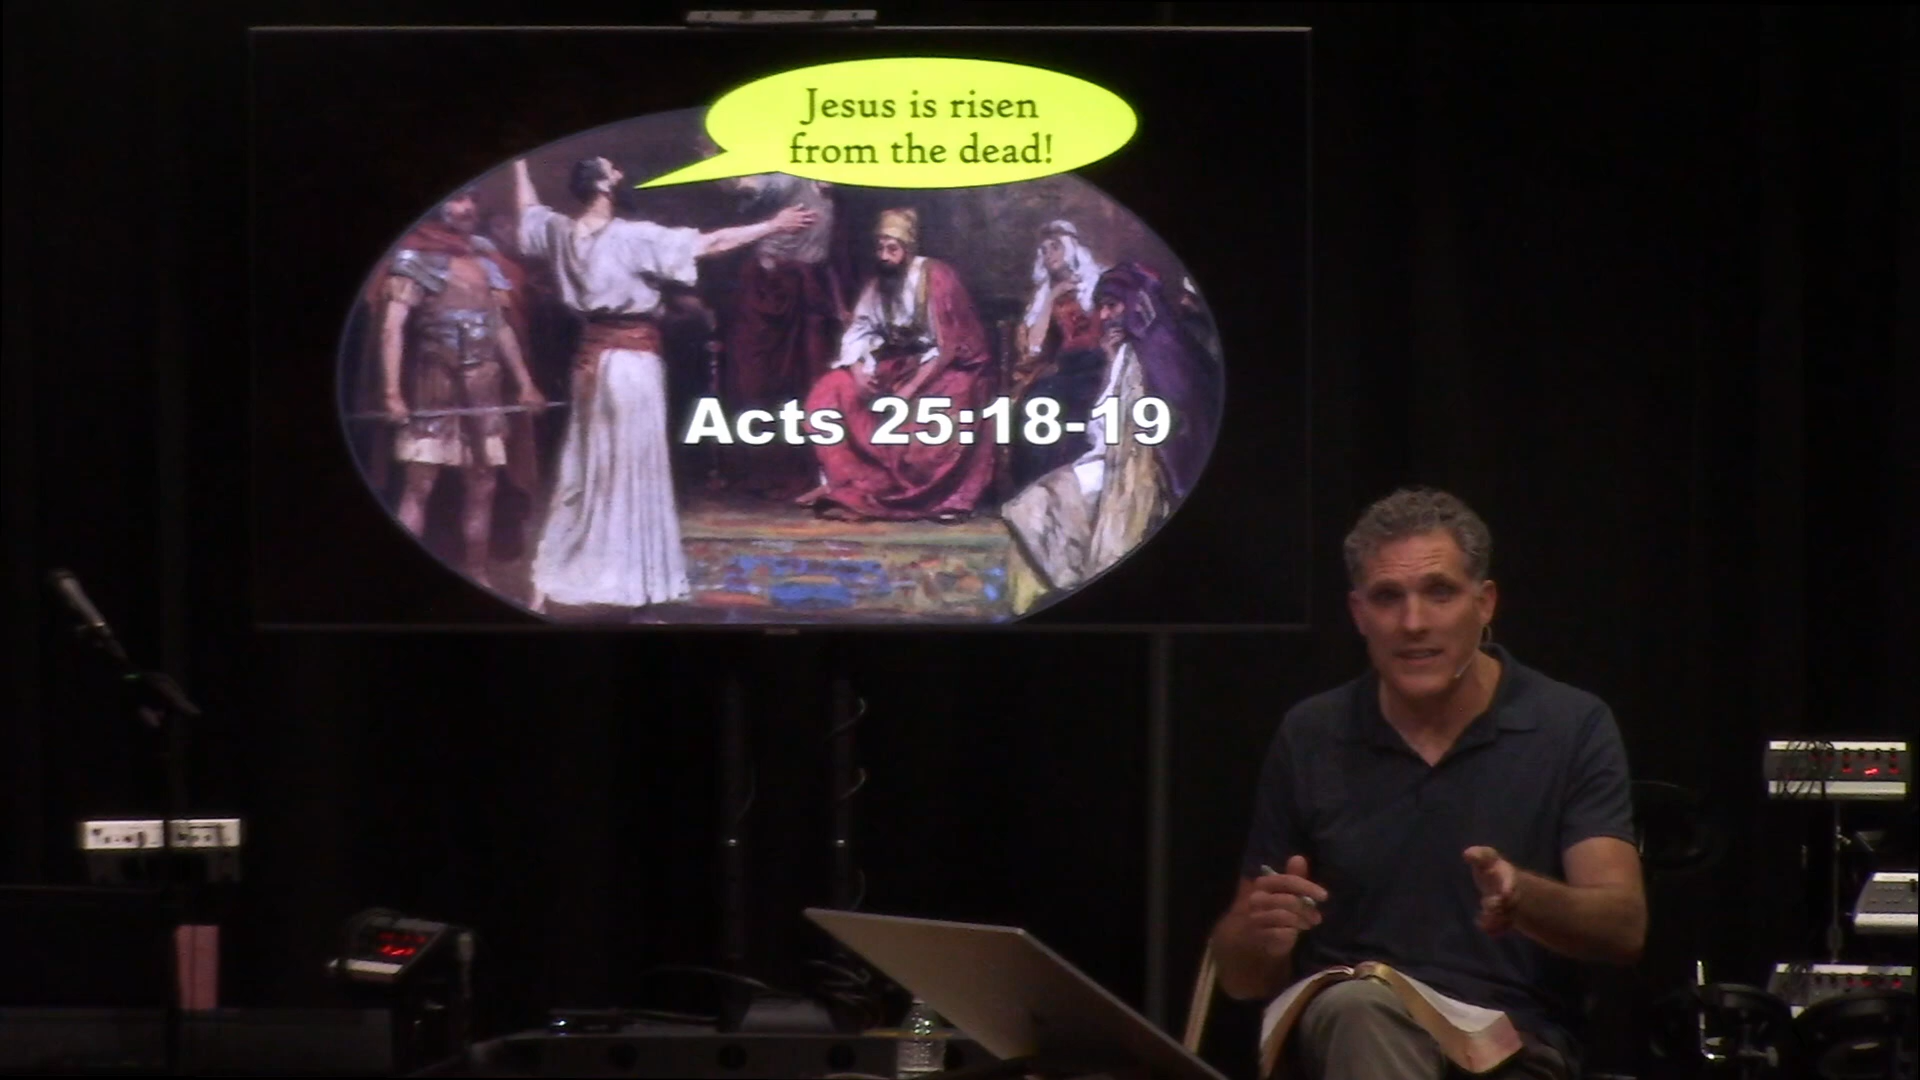 Jesus is risen
from the dead!
Acts 25:18-19